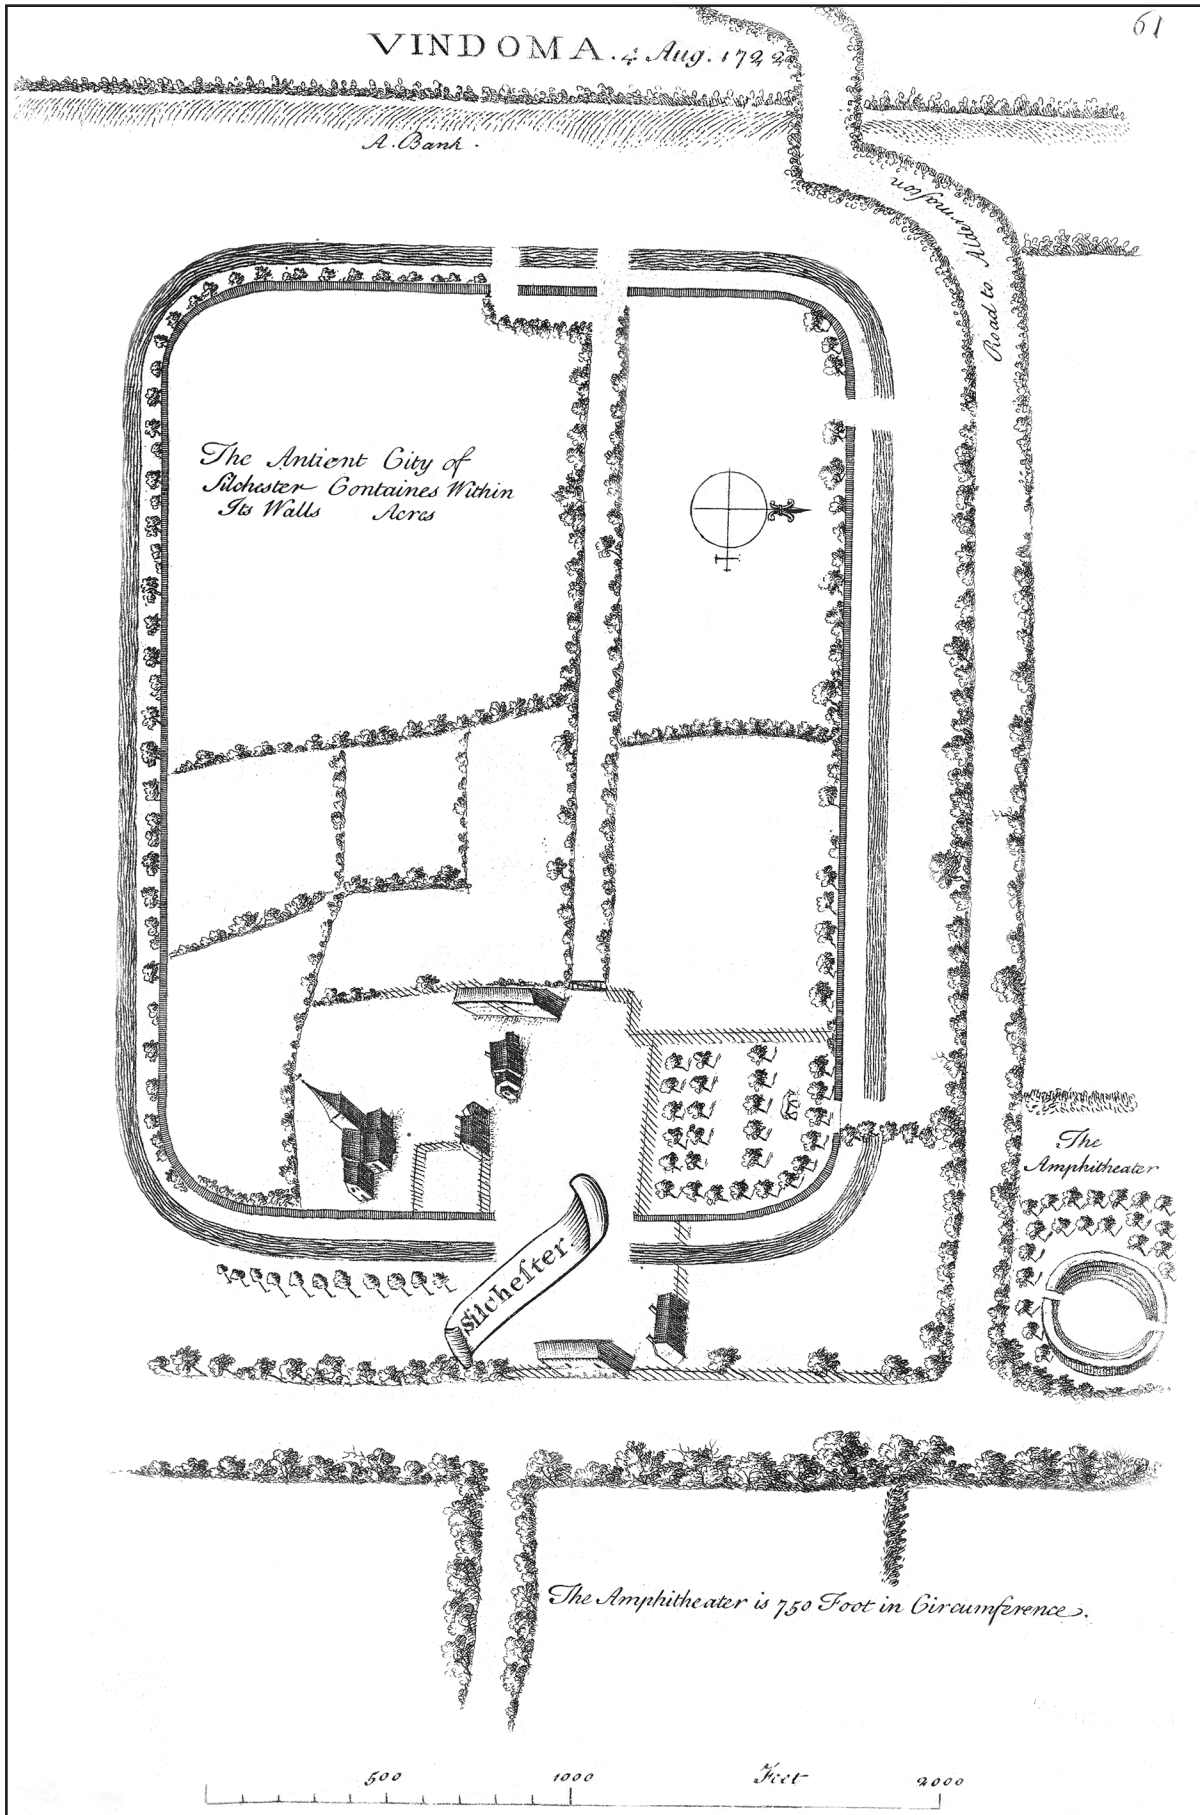 61
VINDOMA. 4 Aug. 1722
A. Bank.
Road to Aldermaſton
The Antient City of
Silchester Containes Within
Its Walls Acres
The
Amphitheater
Silcheſter
The Amphitheater is 750 Foot in Circumference.
500 1000 Feet 2000